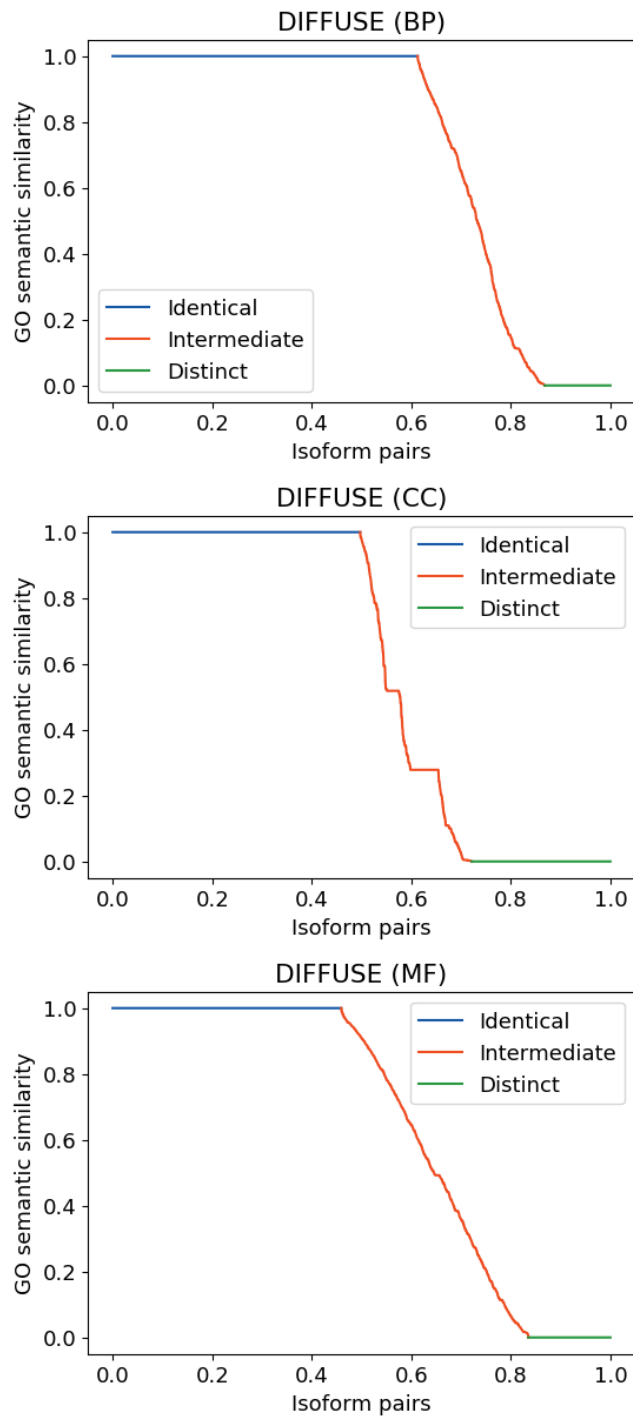 DIFFUSE (BP)
1.0
0.8
0.6
0.4
0.2
0.0
GO semantic similarity
Identical
Intermediate
Distinct
0.0 0.2 0.4 0.6 0.8 1.0
Isoform pairs
DIFFUSE (CC)
1.0
0.8
0.6
0.4
0.2
0.0
GO semantic similarity
Identical
Intermediate
Distinct
0.0 0.2 0.4 0.6 0.8 1.0
Isoform pairs
DIFFUSE (MF)
1.0
0.8
0.6
0.4
0.2
0.0
GO semantic similarity
Identical
Intermediate
Distinct
0.0 0.2 0.4 0.6 0.8 1.0
Isoform pairs